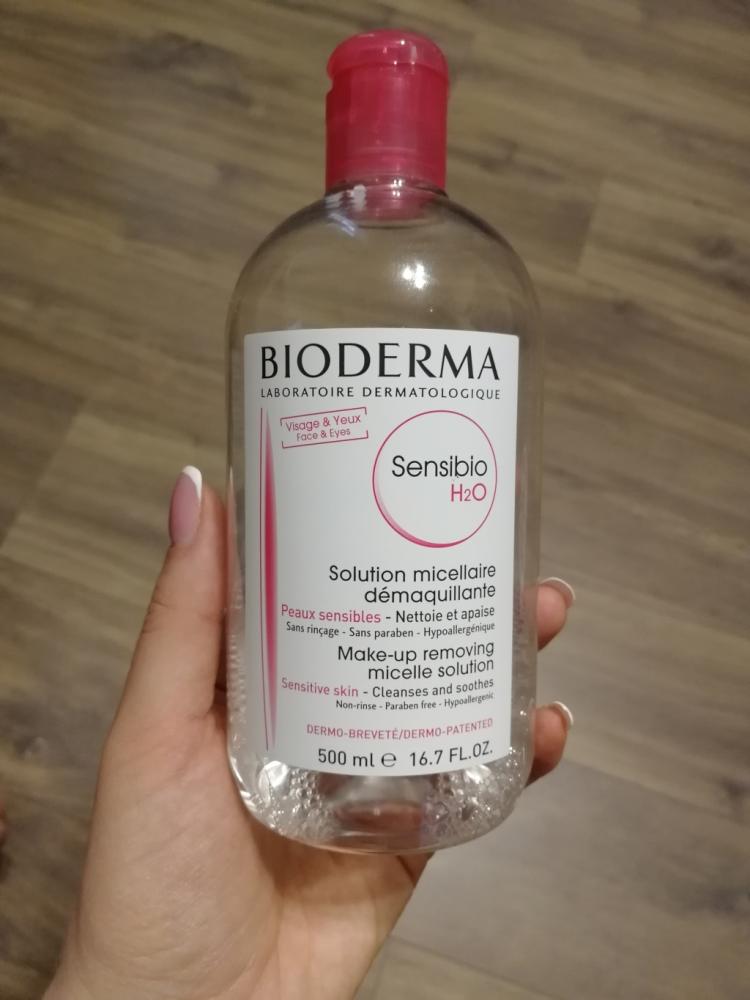 BIODERMA
LABORATOIRE DERMATOLOGIQUE
Visage & Yeux
Face & Eyes
Sensibio
H2O
Solution micellaire
démaquillante
Peaux sensibles - Nettoie et apaise
Sans rinçage - Sans paraben - Hypoallergénique
Make-up removing
micelle solution
Sensitive skin - Cleanses and soothes
Non-rinse - Paraben free - Hypoallergenic
DERMO-BREVETÉ/DERMO-PATENTED
500 ml e 16.7 FL.OZ.